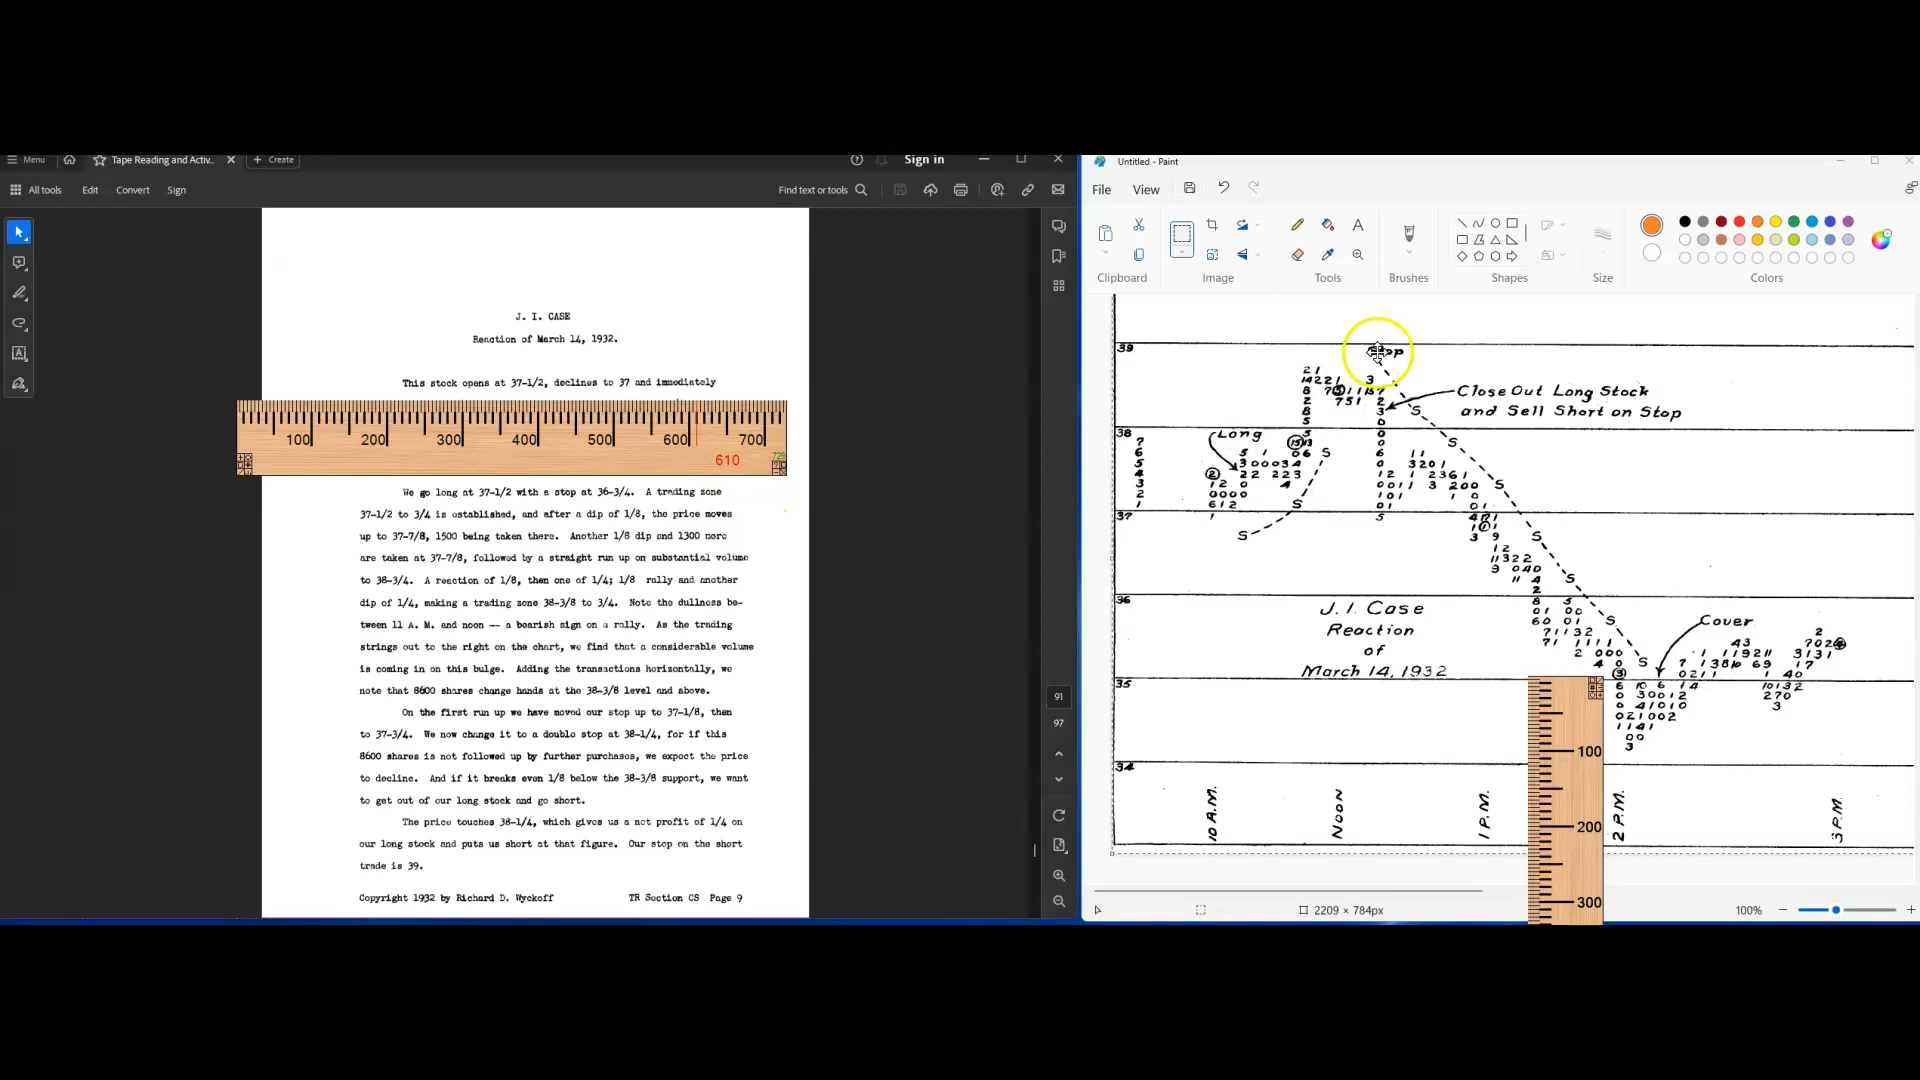 Menu
Tape Reading and Activ..
Create
Sign in
All tools
Edit
Convert
Sign
Find text or tools
J. I. CASE
Reaction of March 14, 1932.
This stock opens at 37-1/2, declines to 37 and immediately
100 200 300 400 500 600 700
610
729
We go long at 37-1/2 with a stop at 36-3/4. A trading zone
37-1/2 to 3/4 is established, and after a dip of 1/8, the price moves
up to 37-7/8, 1500 being taken there. Another 1/8 dip and 1300 more
are taken at 37-7/8, followed by a straight run up on substantial volume
to 38-3/4. A reaction of 1/8, then one of 1/4; 1/8 rally and another
dip of 1/4, making a trading zone 38-3/8 to 3/4. Note the dullness be-
tween 11 A. M. and noon -- a bearish sign on a rally. As the trading
strings out to the right on the chart, we find that a considerable volume
is coming in on this bulge. Adding the transactions horizontally, we
note that 8600 shares change hands at the 38-3/8 level and above.
On the first run up we have moved our stop up to 37-1/8, then
to 37-3/4. We now change it to a double stop at 38-1/4, for if this
8600 shares is not followed up by further purchases, we expect the price
to decline. And if it breaks even 1/8 below the 38-3/8 support, we want
to get out of our long stock and go short.
The price touches 38-1/4, which gives us a net profit of 1/4 on
our long stock and puts us short at that figure. Our stop on the short
trade is 39.
Copyright 1932 by Richard D. Wyckoff TR Section CS Page 9
91
97
Untitled - Paint
File
View
Clipboard
Image
Tools
Brushes
Shapes
Size
Colors
39
Close Out Long Stock
and Sell Short on Stop
38
Long
37
36
J. I. Case
Reaction
of
March 14, 1932
Cover
35
34
10 A.M.
NOON
1 P.M.
2 P.M.
3 P.M.
100
200
300
2209 × 784px
100%